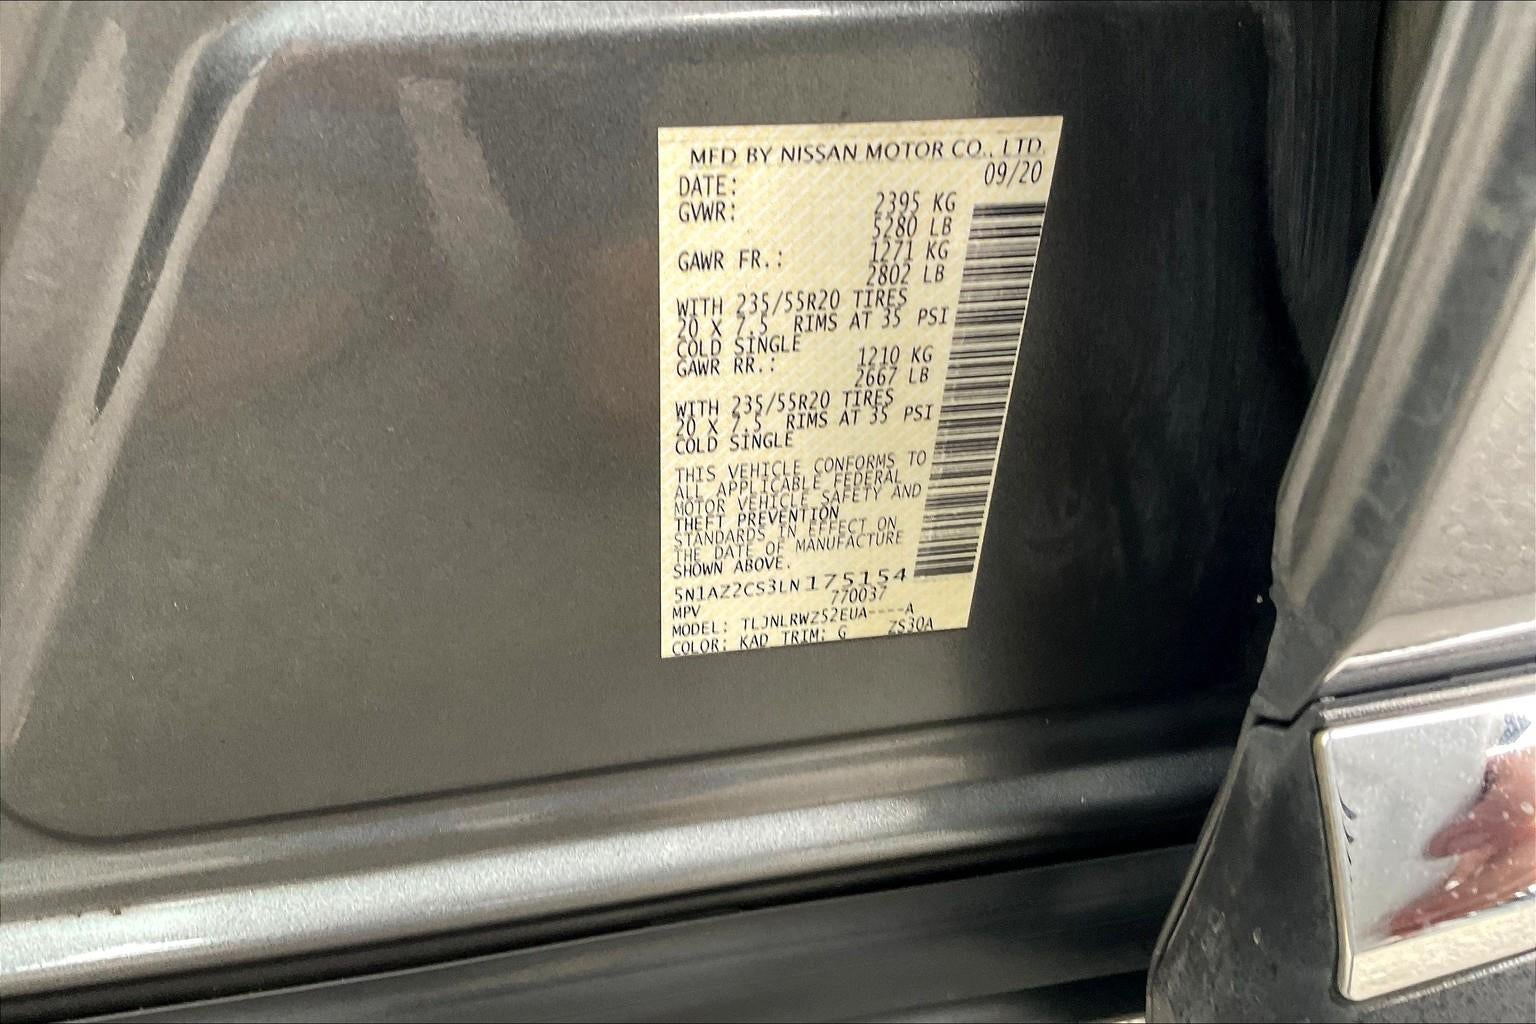 MFD BY NISSAN MOTOR CO., LTD.
DATE: 09/20
GVWR: 2395 KG
5280 LB
GAWR FR.: 1271 KG
2802 LB
WITH 235/55R20 TIRES
20 X 7.5 RIMS AT 35 PSI
COLD SINGLE
GAWR RR.: 1210 KG
2667 LB
WITH 235/55R20 TIRES
20 X 7.5 RIMS AT 35 PSI
COLD SINGLE
THIS VEHICLE CONFORMS TO
ALL APPLICABLE FEDERAL
MOTOR VEHICLE SAFETY AND
THEFT PREVENTION
STANDARDS IN EFFECT ON
THE DATE OF MANUFACTURE
SHOWN ABOVE.
5N1AZ2CS3LN175154
MPV 770037
MODEL: TLJNLRWZ52EUA----A
COLOR: KAD TRIM: G ZS30A